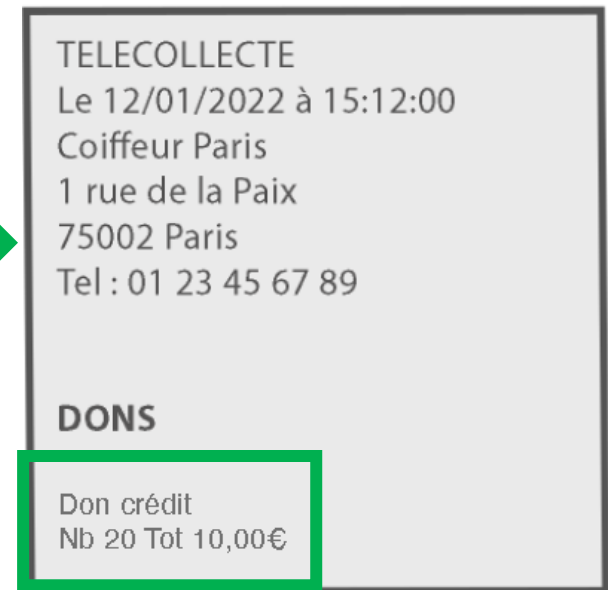 TELECOLLECTE
Le 12/01/2022 à 15:12:00
Coiffeur Paris
1 rue de la Paix
75002 Paris
Tel : 01 23 45 67 89
DONS
Don crédit
Nb 20 Tot 10,00€